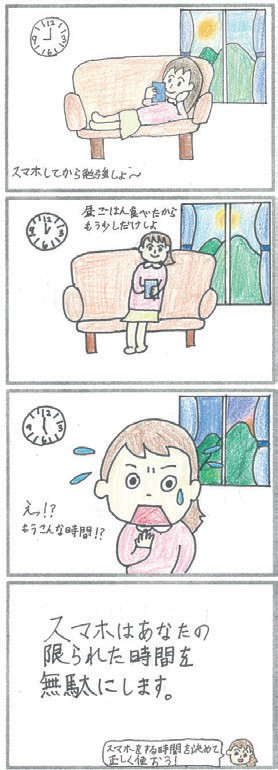 スマホしてから勉強しよ〜
昼ごはん食べたから
もう少しだけしよ
えっ!?
もうこんな時間!?
スマホはあなたの
限られた時間を
無駄にします。
スマホをする時間を決めて
正しく使おう!